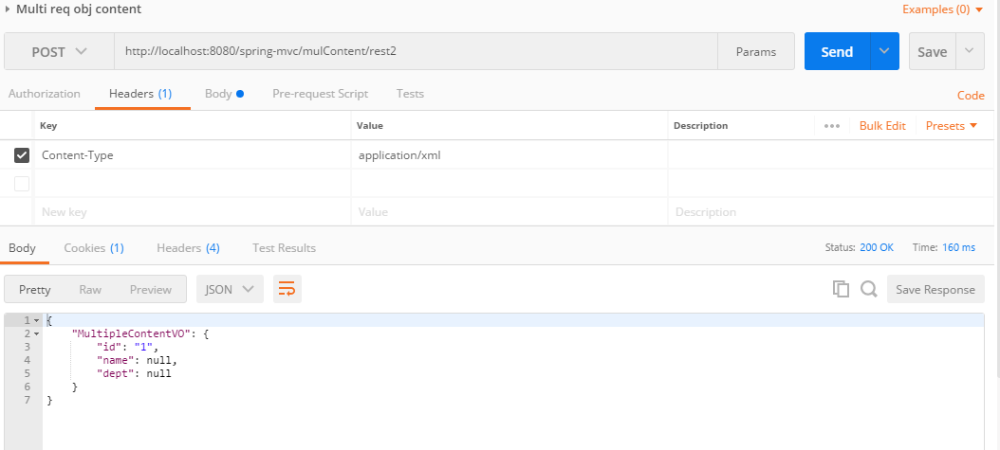 Multi req obj content Examples (0)
POST http://localhost:8080/spring-mvc/mulContent/rest2 Params Send Save
Authorization Headers (1) Body Pre-request Script Tests Code
Key Value Description ••• Bulk Edit Presets
Content-Type application/xml
New key Value Description
Body Cookies (1) Headers (4) Test Results Status: 200 OK Time: 160 ms
Pretty Raw Preview JSON Save Response
1 {
2 "MultipleContentVO": {
3 "id": "1",
4 "name": null,
5 "dept": null
6 }
7 }